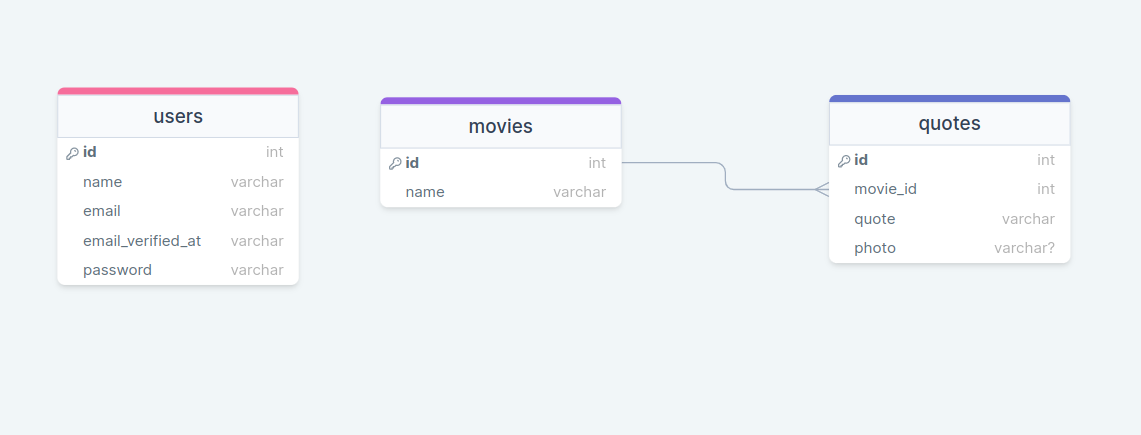 users
id int
name varchar
email varchar
email_verified_at varchar
password varchar
movies
id int
name varchar
quotes
id int
movie_id int
quote varchar
photo varchar?